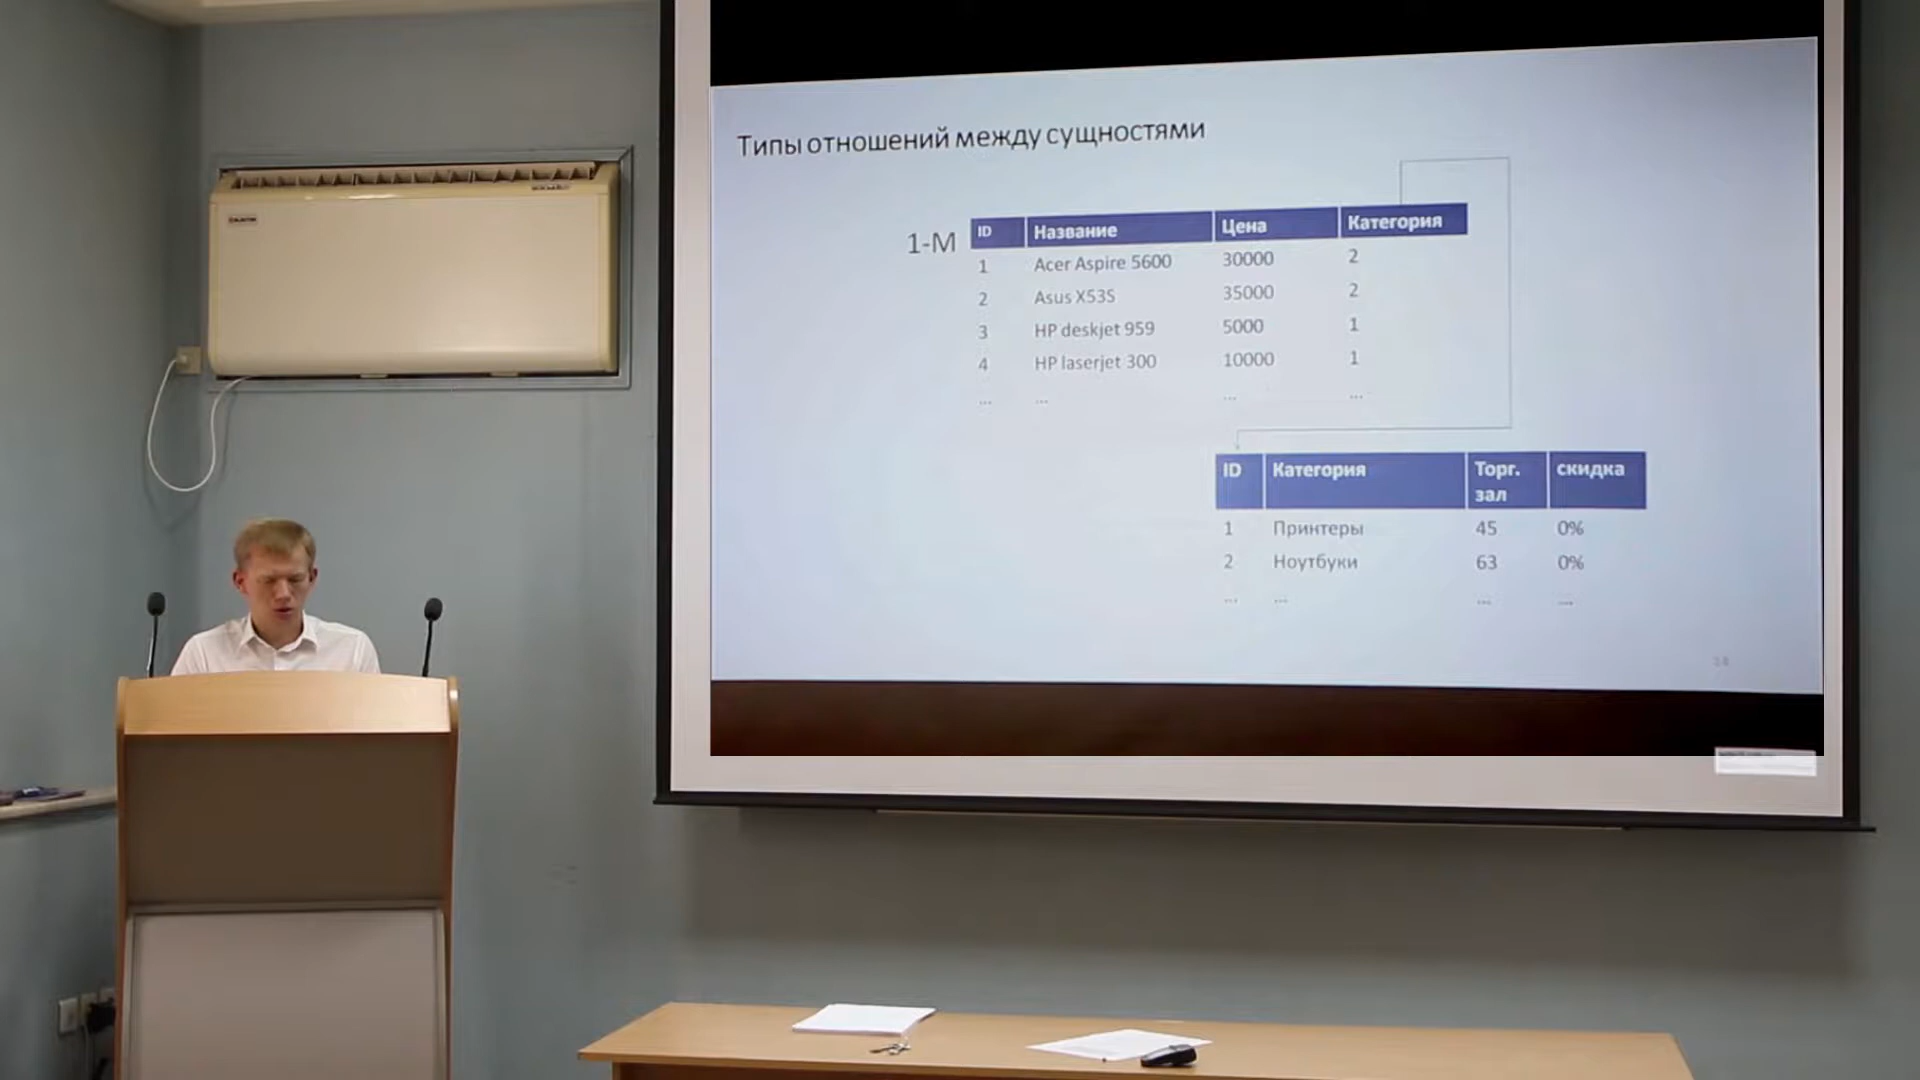 Типы отношений между сущностями
1-М
ID Название Цена Категория
1 Acer Aspire 5600 30000 2
2 Asus X53S 35000 2
3 HP deskjet 959 5000 1
4 HP laserjet 300 10000 1
... ... ... ...
ID Категория Торг. скидка
зал
1 Принтеры 45 0%
2 Ноутбуки 63 0%
... ... ... ...